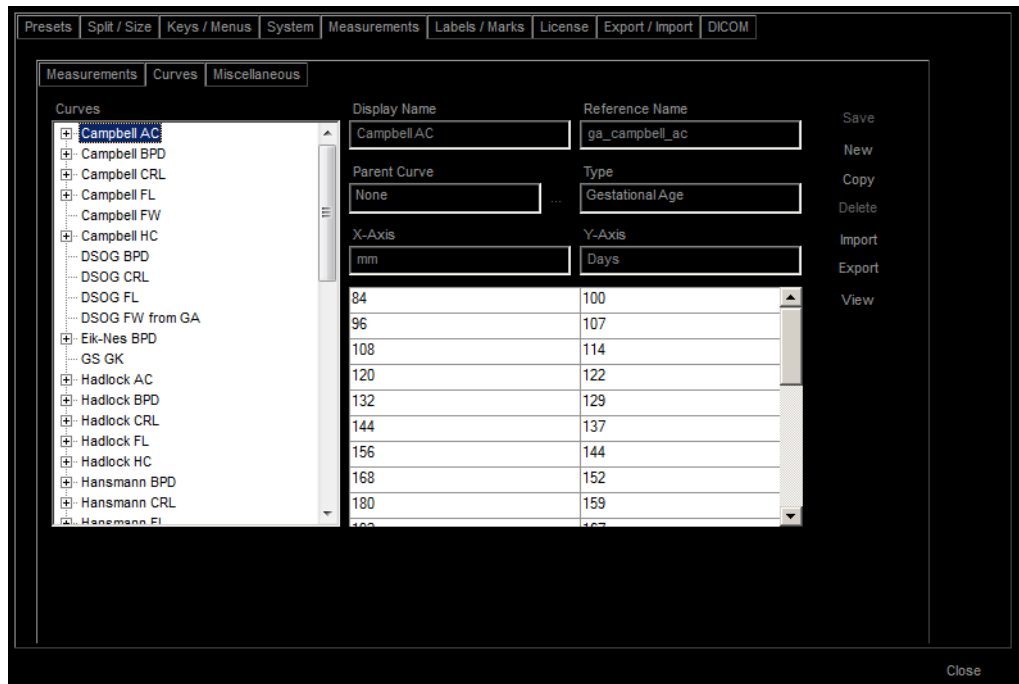 Presets Split / Size Keys / Menus System Measurements Labels / Marks License Export / Import DICOM
Measurements Curves Miscellaneous
Curves
Campbell AC
Campbell BPD
Campbell CRL
Campbell FL
Campbell FW
Campbell HC
DSOG BPD
DSOG CRL
DSOG FL
DSOG FW from GA
Eik-Nes BPD
GS GK
Hadlock AC
Hadlock BPD
Hadlock CRL
Hadlock FL
Hadlock HC
Hansmann BPD
Hansmann CRL
Hansmann FL
Display Name Reference Name
Campbell AC ga_campbell_ac
Parent Curve Type
None ... Gestational Age
X-Axis Y-Axis
mm Days
84 100
96 107
108 114
120 122
132 129
144 137
156 144
168 152
180 159
192 167
Save
New
Copy
Delete
Import
Export
View
Close